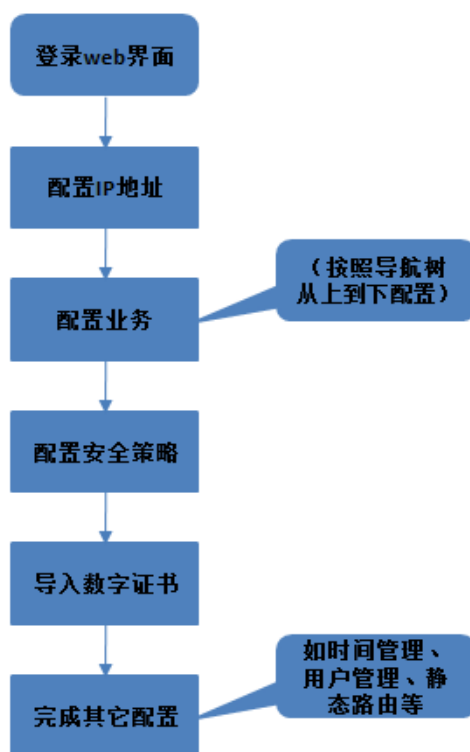 登录web界面
配置IP地址
（按照导航树
从上到下配置）
配置业务
配置安全策略
导入数字证书
如时间管理、
用户管理、静
态路由等
完成其它配置